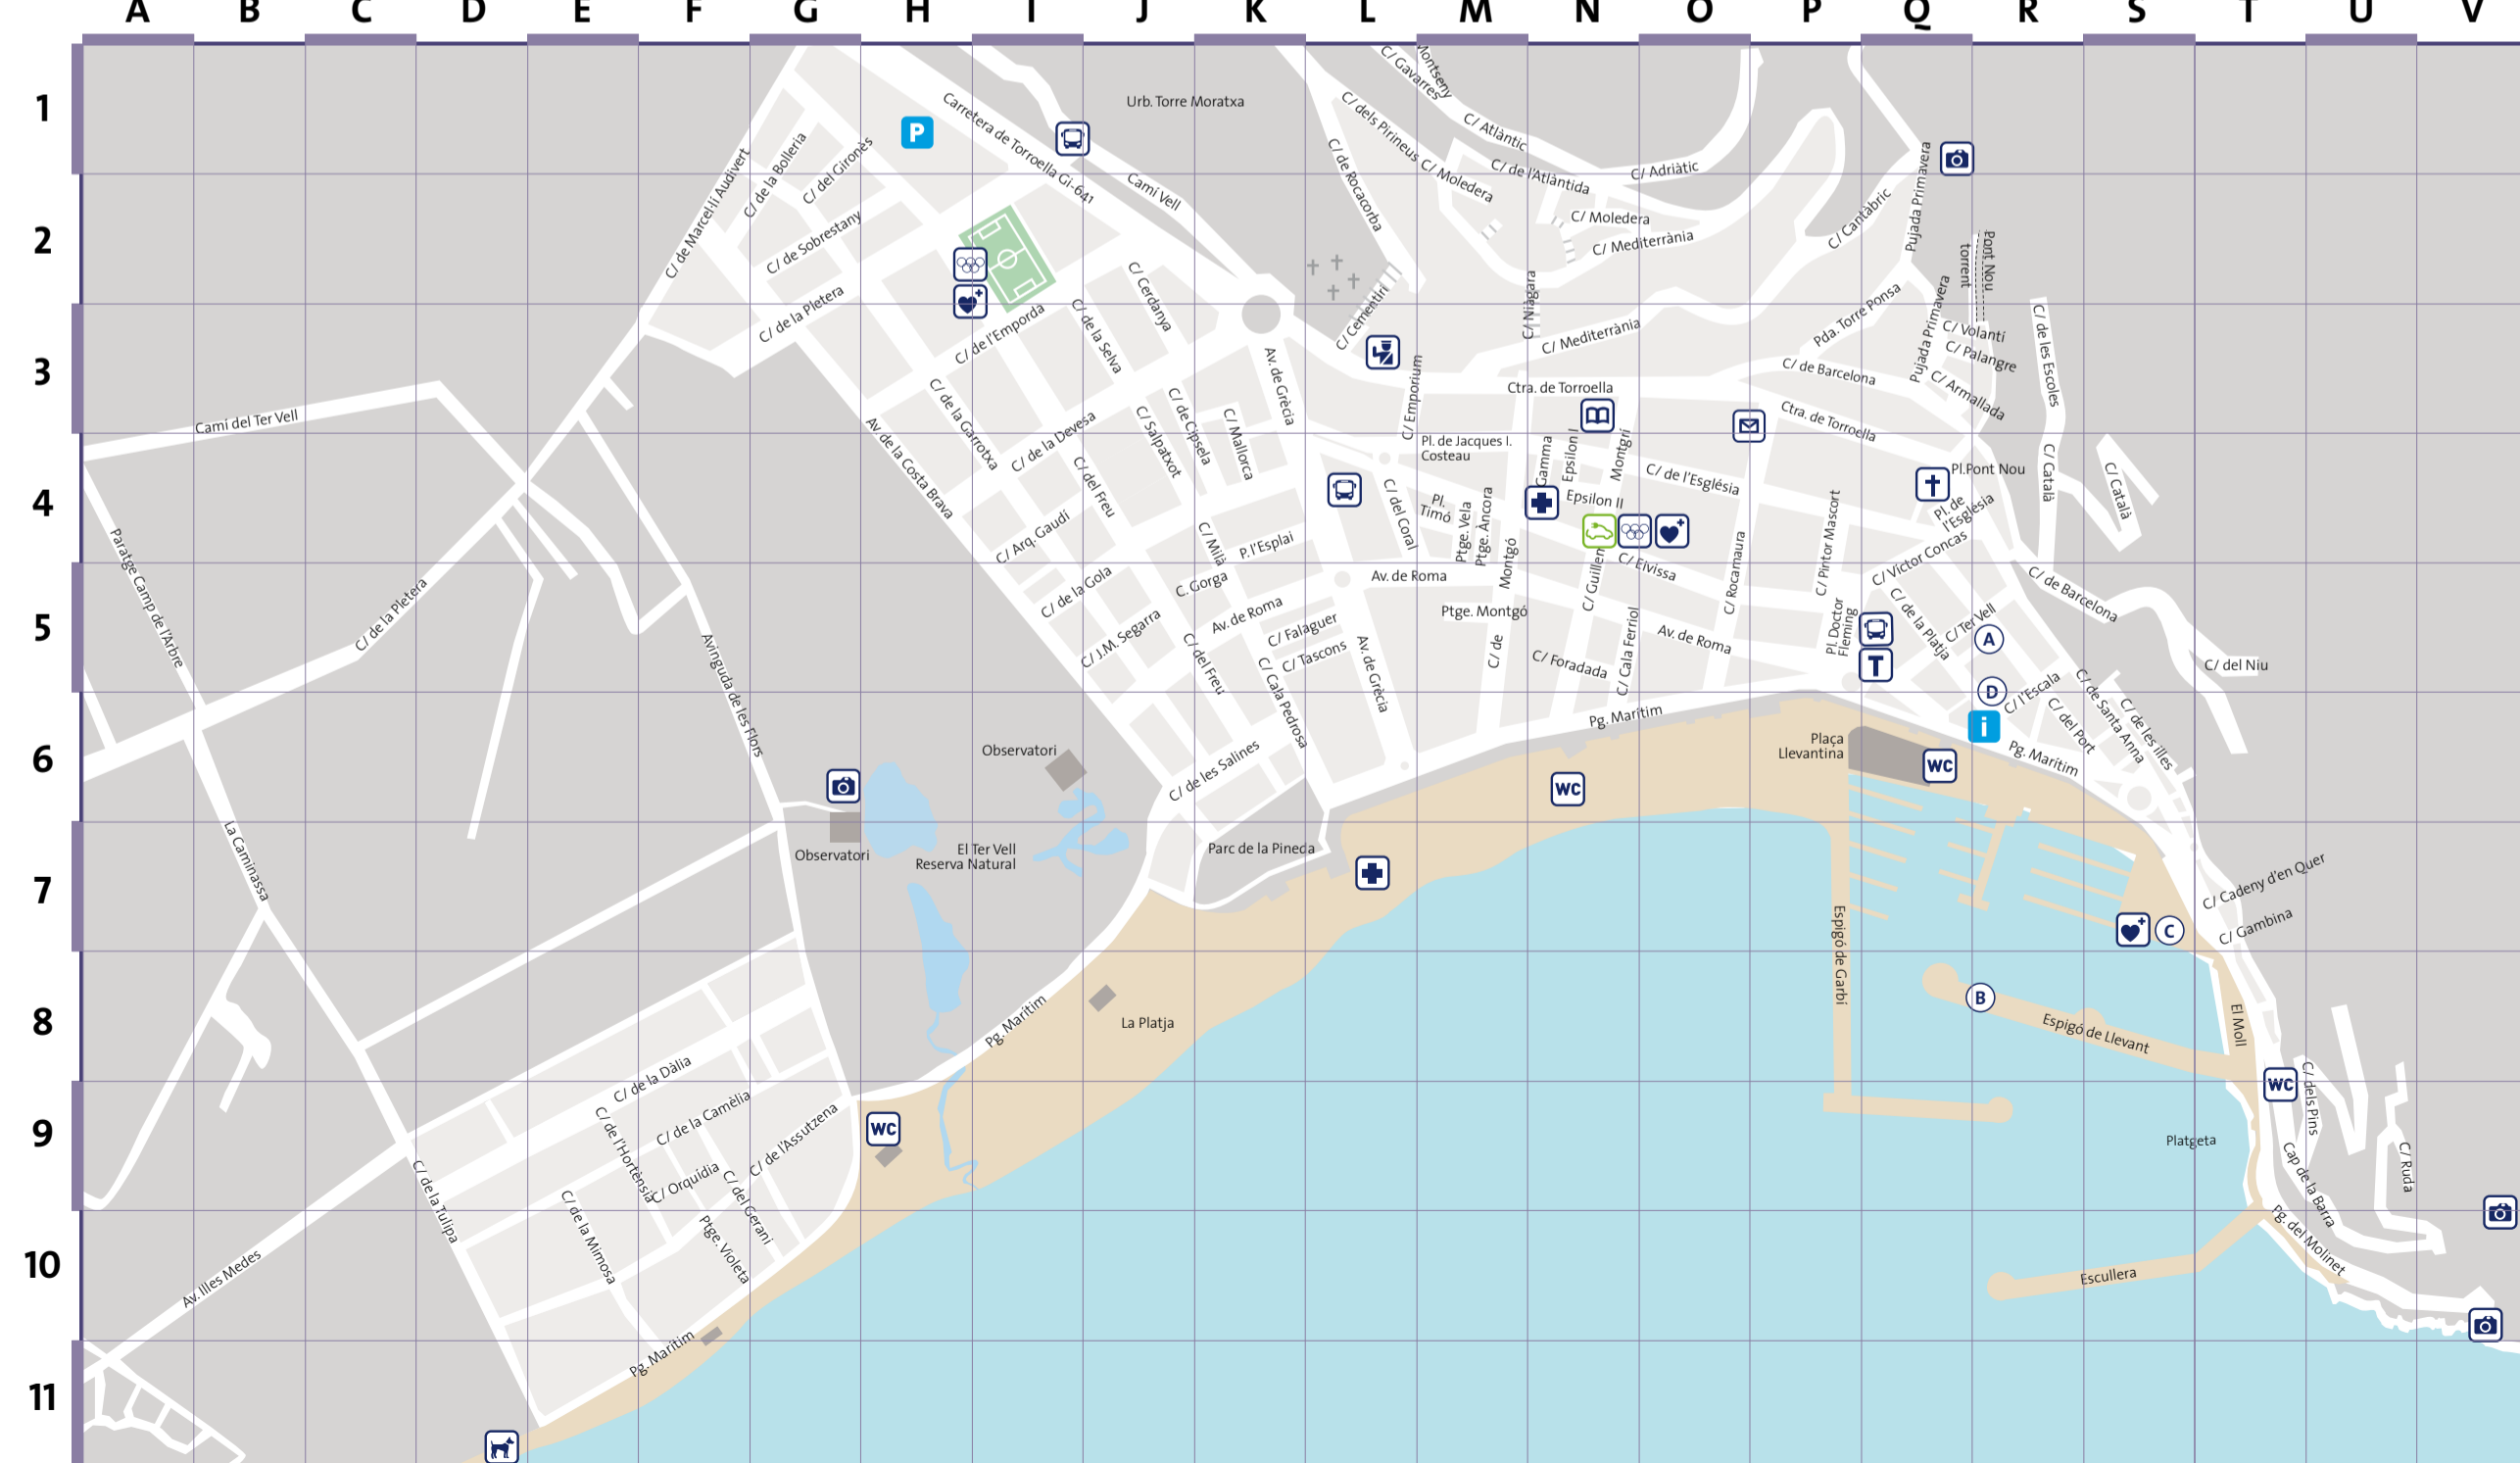 A B C D E F G H I J K L M N O P Q R S T U V
1
2
3
4
5
6
7
8
9
10
11
Urb. Torre Moratxa
Carretera de Torroella Gi-641
Camí Vell
P
C/ de Marcel·li Audivert
C/ de la Bolleria
C/ del Gironès
C/ de Sobrestany
C/ de la Pletera
C/ de l'Emporda
C/ de la Selva
C/ Cerdanya
C/ de Rocacorba
C/ Gavarres
Montseny
C/ dels Pirineus
C/ Moledera
C/ Atlàntic
C/ de l'Atlàntida
C/ Adriàtic
C/ Moledera
C/ Mediterrània
C/ Cantàbric
Pujada Primavera
Pont Nou
torrent
C/ Cementiri
C/ Niàgara
C/ Mediterrània
Pda. Torre Ponsa
Pujada Primavera
C/ Volantí
C/ Palangre
C/ Armallada
C/ de les Escoles
C/ de Barcelona
Ctra. de Torroella
Ctra. de Torroella
C/ Emporium
Av. de Grècia
Camí del Ter Vell
Av. de la Costa Brava
C/ de la Garrotxa
C/ de la Devesa
C/ Salpatxot
C/ de Cipsela
C/ Mallorca
C/ del Freu
Pl. de Jacques I.
Costeau
Gamma
Epsilon I
Montgrí
Epsilon II
C/ de l'Església
Pl.Pont Nou
Pl. de
l'Església
C/ Català
C/ Català
C/ Arq. Gaudí
C/ Milà
P. l'Esplai
C/ del Coral
Pl.
Timó
Ptge. Vela
Ptge. Àncora
Montgó
C/ Guillem
C/ Eivissa
C/ Rocamaura
C/ Pintor Mascort
C/ Víctor Concas
C/ de Barcelona
Paratge Camp de l'Arbre
C/ de la Pletera
C/ de la Gola
C. Gorga
Av. de Roma
Av. de Roma
Ptge. Montgó
C/ de
C/ J.M. Segarra
C/ del Freu
C/ Falaguer
C/ Tascons
C/ Cala Pedrosa
Av. de Grècia
C/ Foradada
C/ Cala Ferriol
Av. de Roma
Pl. Doctor
Fleming
T
C/ de la Platja
C/ Ter Vell
A
D
C/ l'Escala
C/ del Port
C/ de Santa Anna
C/ de les illes
C/ del Niu
Avinguda de les Flors
Observatori
C/ de les Salines
Pg. Marítim
Plaça
Llevantina
WC
WC
i
Pg. Marítim
La Caminassa
Observatori
El Ter Vell
Reserva Natural
Parc de la Pineda
Espigó de Garbí
C
C/ Cadeny d'en Quer
C/ Gambina
Pg. Marítim
La Platja
B
Espigó de Llevant
El Moll
WC
C/ dels Pins
C/ de la Dàlia
C/ de la Camèlia
C/ de l'Hortènsia
C/ Orquídia
C/ de l'Assutzena
WC
Platgeta
Cap de la Barra
C/ Ruda
C/ de la Tulipa
C/ de la Mimosa
Ptge. Violeta
C/ del Gerani
Av. Illes Medes
Escullera
Pg. del Molinet
Pg. Marítim